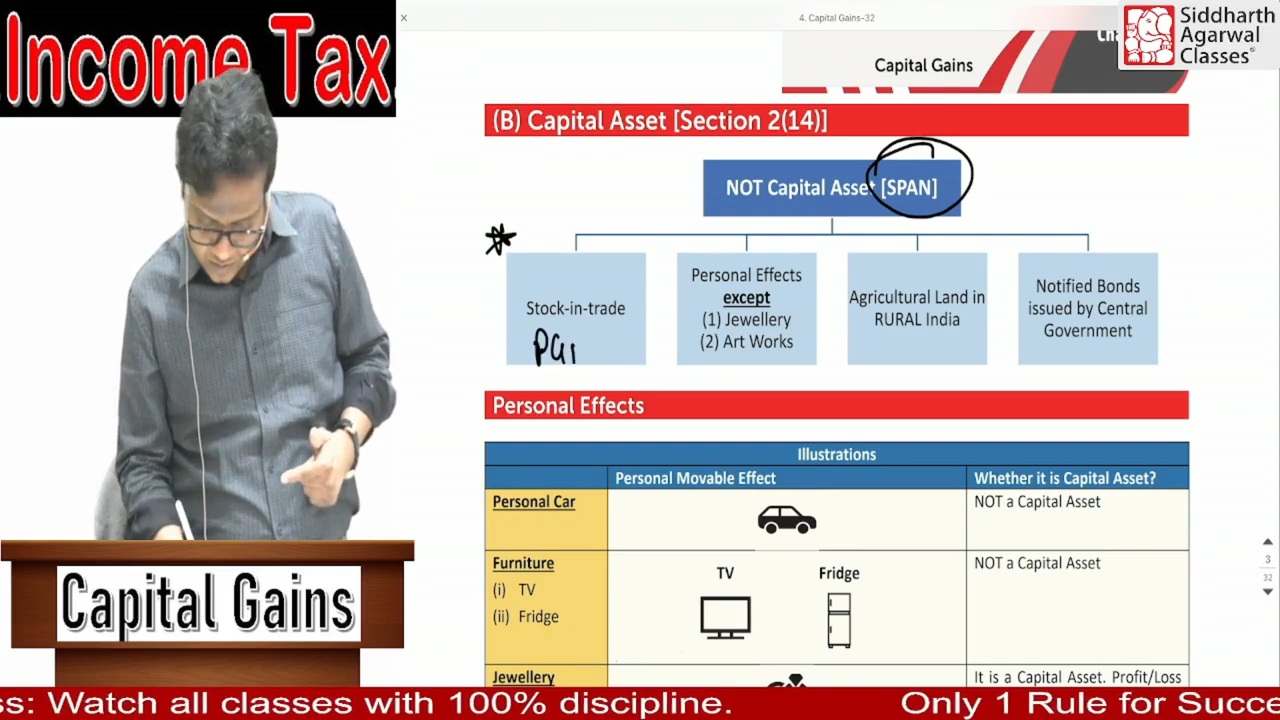 Income Tax.
Capital Gains
4. Capital Gains-32
Siddharth
Agarwal
Classes
Capital Gains
(B) Capital Asset [Section 2(14)]
NOT Capital Asset [SPAN]
Stock-in-trade
Personal Effects
except
(1) Jewellery
(2) Art Works
Agricultural Land in
RURAL India
Notified Bonds
issued by Central
Government
Personal Effects
Illustrations
Personal Movable Effect
Whether it is Capital Asset?
Personal Car
NOT a Capital Asset
Furniture
(i) TV
(ii) Fridge
TV
Fridge
NOT a Capital Asset
Jewellery
It is a Capital Asset. Profit/Loss
3
32
ss: Watch all classes with 100% discipline.
Only 1 Rule for Succe